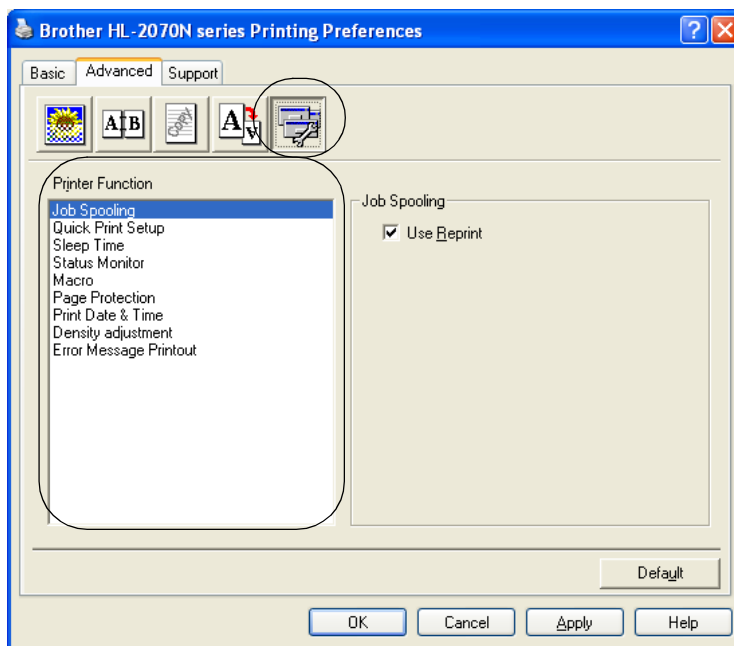 Brother HL-2070N series Printing Preferences
Basic Advanced Support
A B Copy A A
Printer Function
Job Spooling
Quick Print Setup
Sleep Time
Status Monitor
Macro
Page Protection
Print Date & Time
Density adjustment
Error Message Printout
Job Spooling
Use Reprint
Default
OK Cancel Apply Help